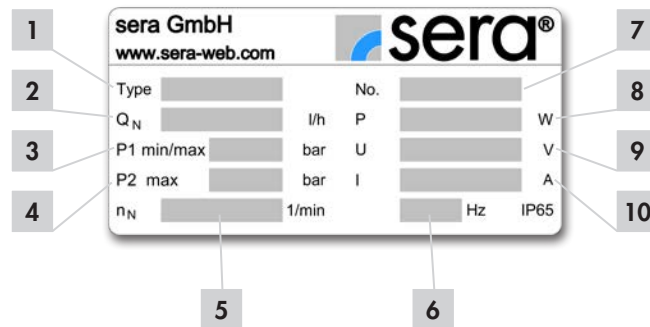 sera GmbH
www.sera-web.com
sera®
1
2
3
4
Type
Q N l/h
P1 min/max bar
P2 max bar
n N 1/min
No.
P W
U V
I A
Hz IP65
7
8
9
10
5
6